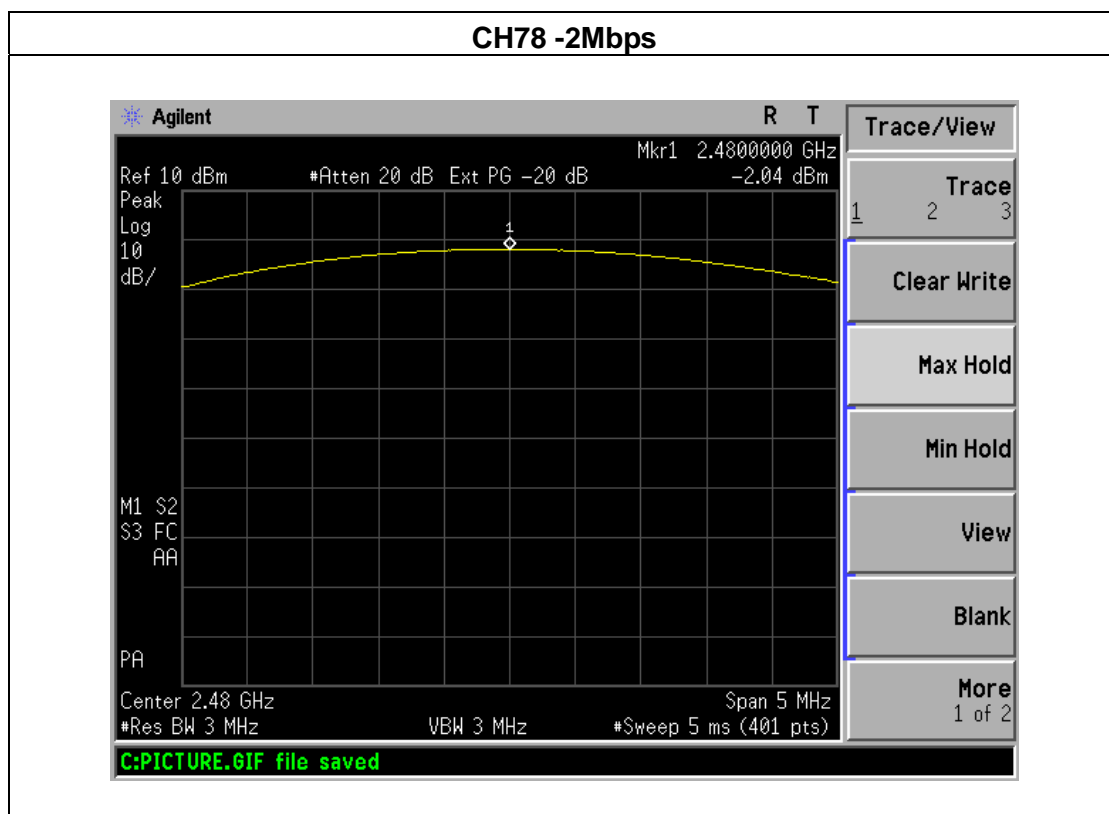 CH78 -2Mbps
Agilent R T
Mkr1 2.4800000 GHz
Ref 10 dBm #Atten 20 dB Ext PG -20 dB -2.04 dBm
Peak
Log
10
dB/
1
M1 S2
S3 FC
AA
PA
Center 2.48 GHz Span 5 MHz
#Res BW 3 MHz VBW 3 MHz #Sweep 5 ms (401 pts)
C:PICTURE.GIF file saved
Trace/View
Trace
1 2 3
Clear Write
Max Hold
Min Hold
View
Blank
More
1 of 2